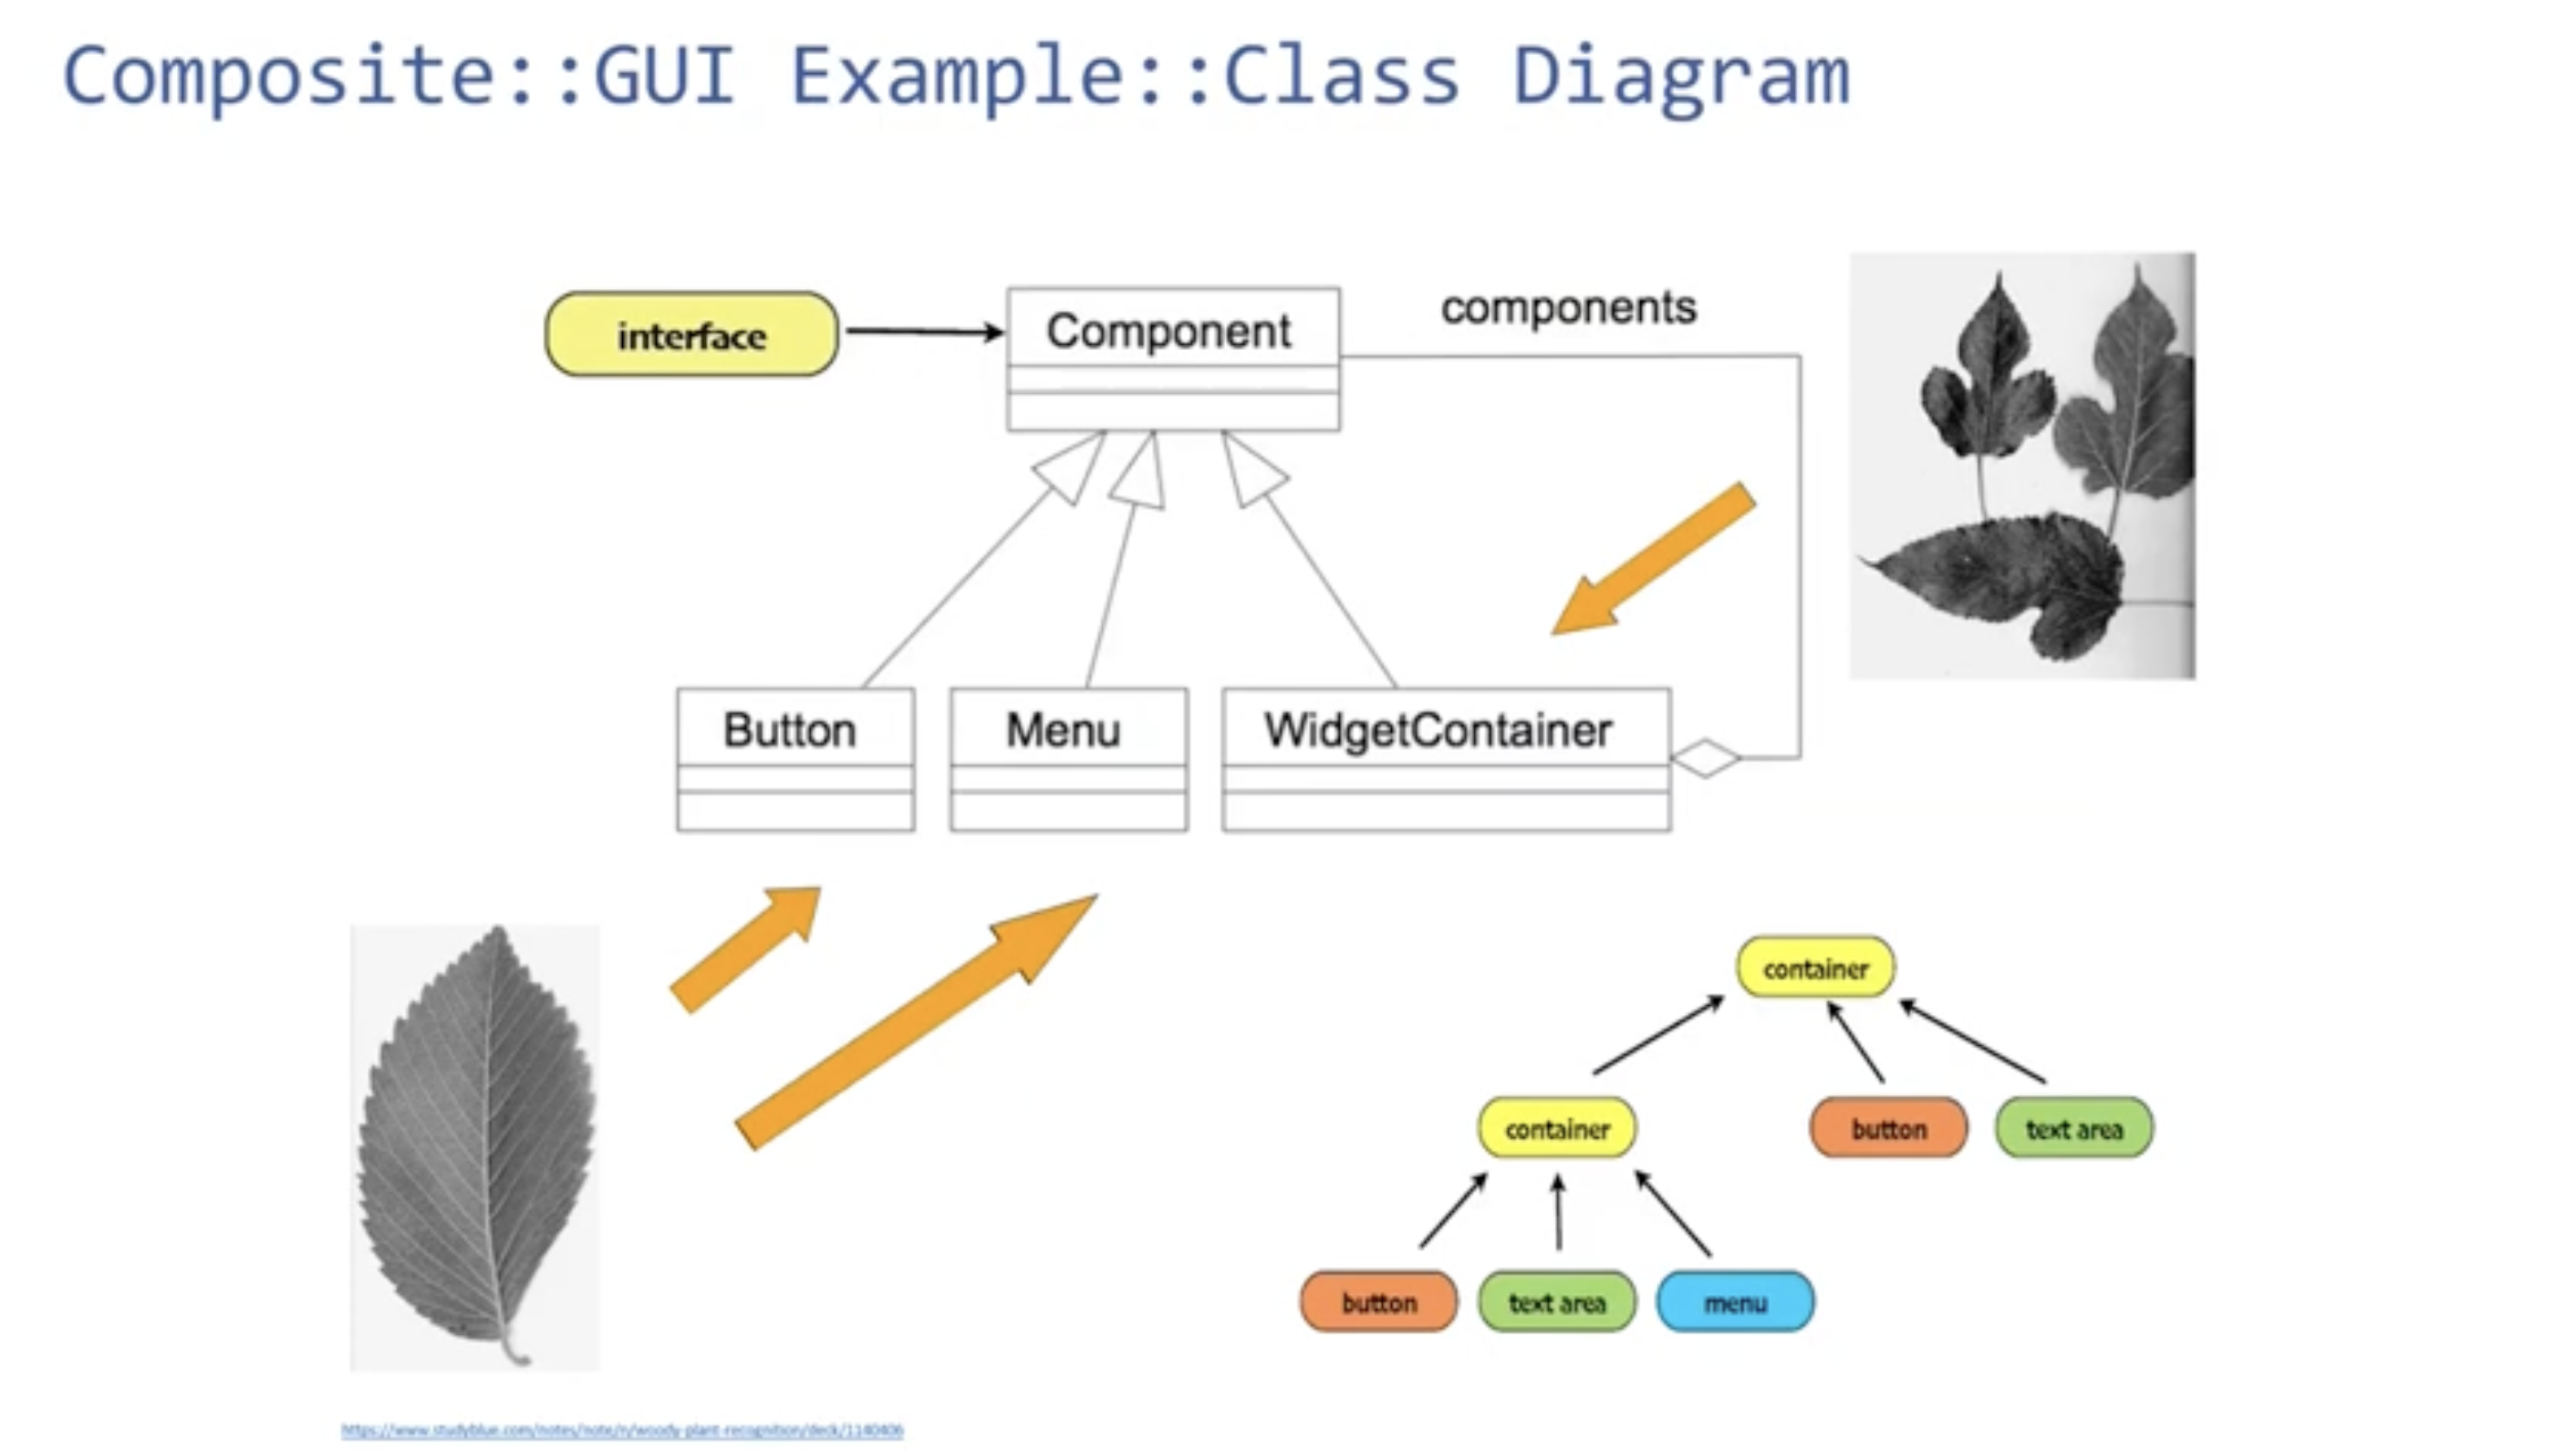 Composite::GUI Example::Class Diagram
interface
Component
components
Button
Menu
WidgetContainer
container
container
button
text area
button
text area
menu
https://www.studyblue.com/notes/note/n/woody-plant-recognition/deck/1140406